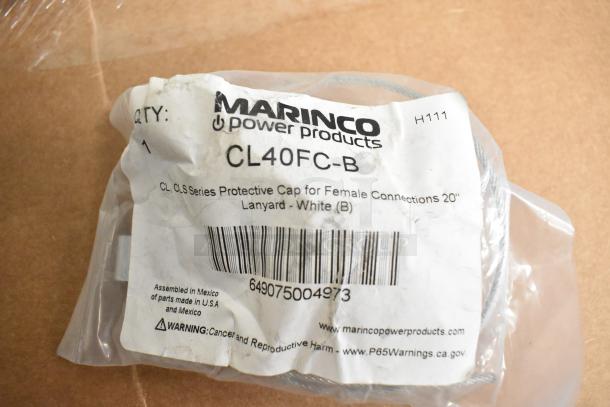 QTY:
1
MARINCO
power products
H111
CL40FC-B
CL, CLS Series Protective Cap for Female Connections 20"
Lanyard - White (B)
649075004973
Assembled in Mexico
of parts made in U.S.A
and Mexico
www.marincopowerproducts.com
WARNING: Cancer and Reproductive Harm - www.P65Warnings.ca.gov